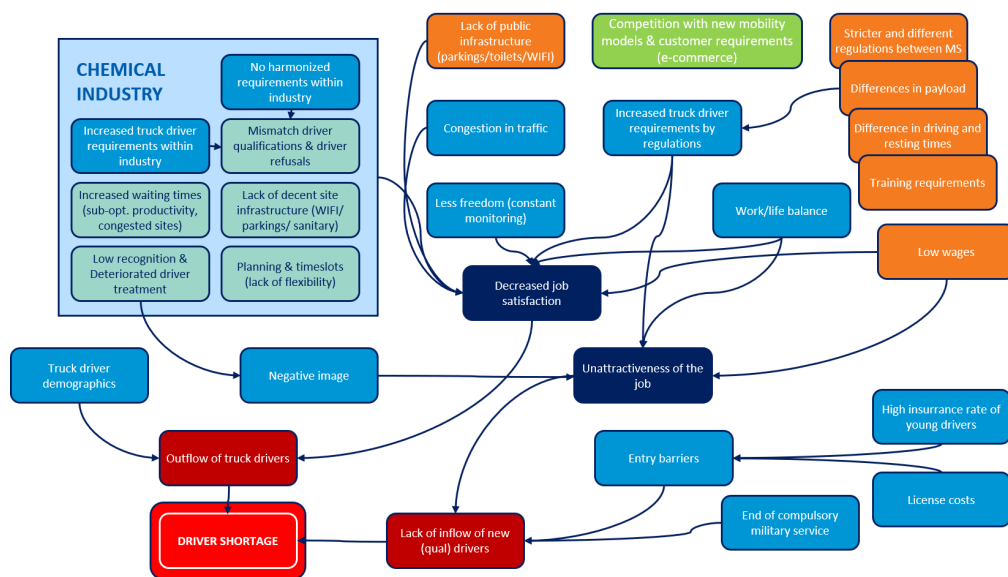 CHEMICAL
INDUSTRY
No harmonized
requirements within
industry
Increased truck driver
requirements within
industry
Mismatch driver
qualifications & driver
refusals
Increased waiting times
(sub-opt. productivity,
congested sites)
Lack of decent site
infrastructure (WIFI/
parkings/ sanitary)
Low recognition &
Deteriorated driver
treatment
Planning & timeslots
(lack of flexibility)
Lack of public
infrastructure
(parkings/toilets/WIFI)
Competition with new mobility
models & customer requirements
(e-commerce)
Stricter and different
regulations between MS
Differences in payload
Difference in driving and
resting times
Training requirements
Congestion in traffic
Increased truck driver
requirements by
regulations
Less freedom (constant
monitoring)
Work/life balance
Low wages
Decreased job
satisfaction
Truck driver
demographics
Negative image
Unattractiveness of the
job
High insurrance rate of
young drivers
Outflow of truck drivers
Entry barriers
License costs
DRIVER SHORTAGE
Lack of inflow of new
(qual) drivers
End of compulsory
military service